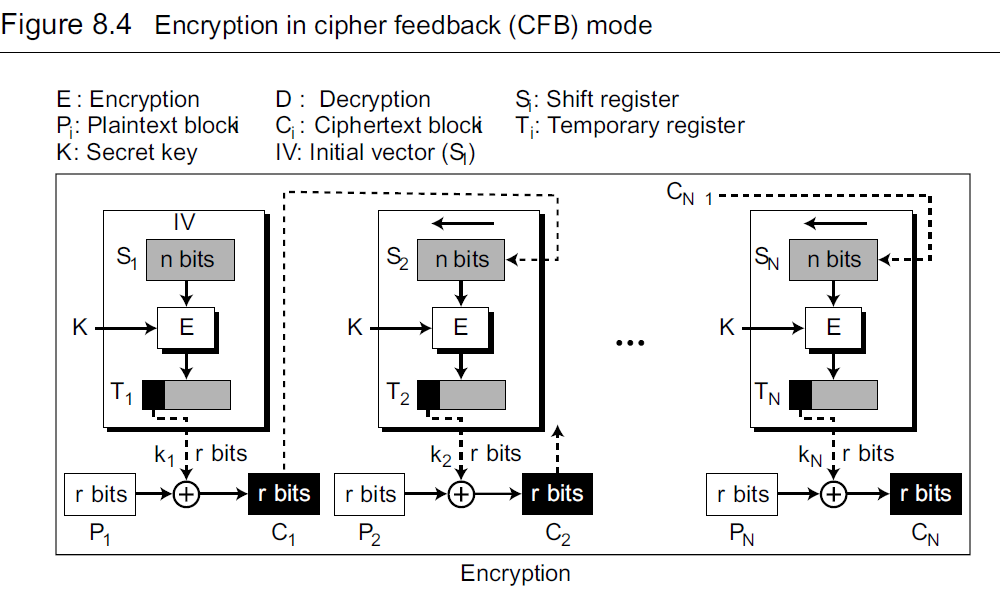 Figure 8.4 Encryption in cipher feedback (CFB) mode
E : Encryption D : Decryption Si: Shift register
Pi: Plaintext block i Ci: Ciphertext block i Ti: Temporary register
K: Secret key IV: Initial vector (S1)
IV
CN 1
S1 n bits S2 n bits SN n bits
K E K E K E
...
T1 T2 TN
k1 r bits k2 r bits kN r bits
r bits + r bits r bits + r bits r bits + r bits
P1 C1 P2 C2 PN CN
Encryption